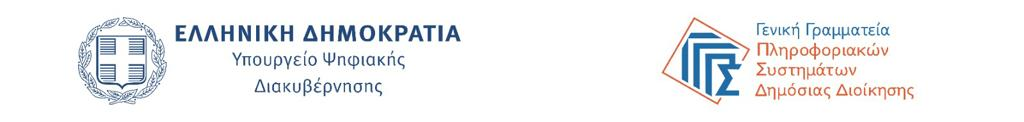 ΕΛΛΗΝΙΚΗ ΔΗΜΟΚΡΑΤΙΑ
Υπουργείο Ψηφιακής
Διακυβέρνησης
Γενική Γραμματεία
Πληροφοριακών
Συστημάτων
Δημόσιας Διοίκησης